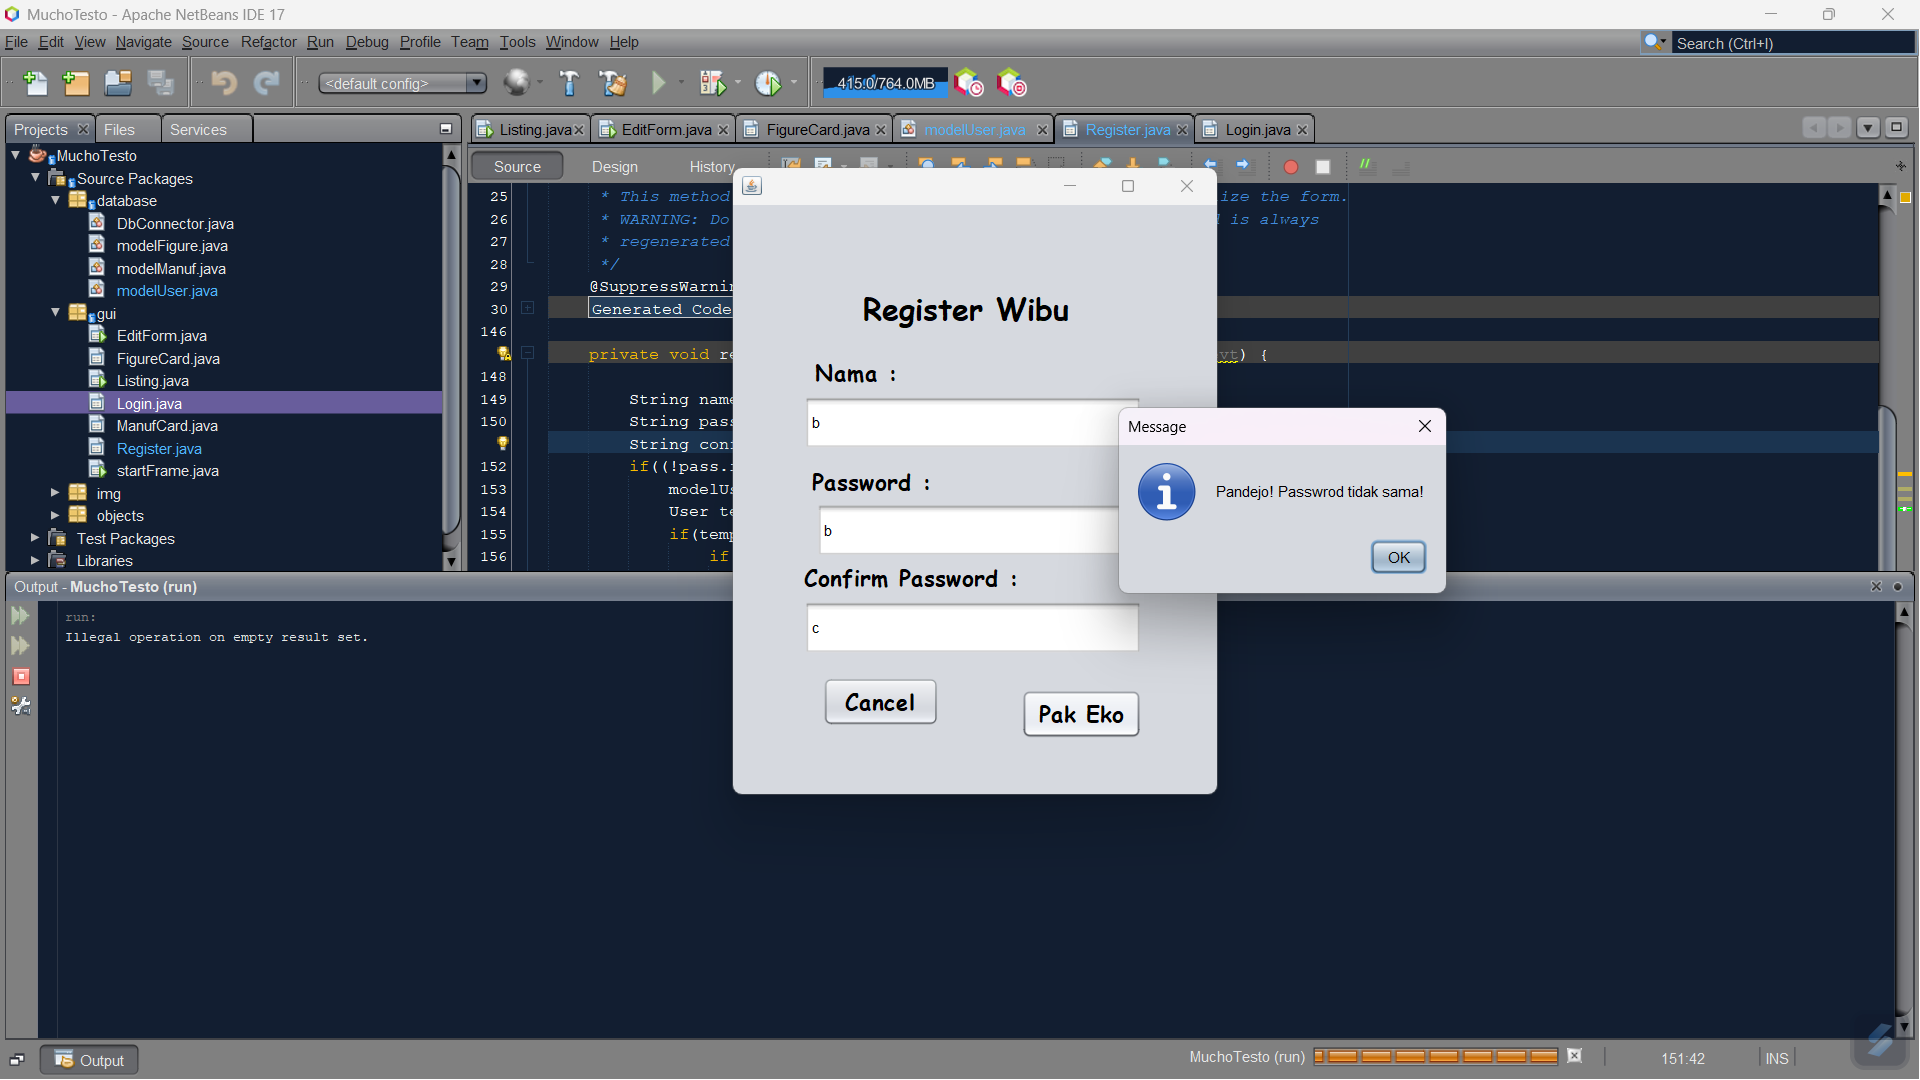 MuchoTesto - Apache NetBeans IDE 17
File Edit View Navigate Source Refactor Run Debug Profile Team Tools Window Help
Search (Ctrl+I)
<default config>
415.0/764.0MB
Projects Files Services
Listing.java EditForm.java FigureCard.java modelUser.java Register.java Login.java
Source Design History
MuchoTesto
Source Packages
database
DbConnector.java
modelFigure.java
modelManuf.java
modelUser.java
gui
EditForm.java
FigureCard.java
Listing.java
Login.java
ManufCard.java
Register.java
startFrame.java
img
objects
Test Packages
Libraries
25 * This method ize the form.
26 * WARNING: Do is always
27 * regenerated
28 */
29 @SuppressWarnin
30 Generated Code
146
private void re vt) {
148
149 String name
150 String pass
String con
152 if((!pass.
153 modelUs
154 User te
155 if(temp
156 if
Register Wibu
Nama :
b
Password :
b
Confirm Password :
c
Cancel
Pak Eko
Message
Pandejo! Passwrod tidak sama!
OK
Output - MuchoTesto (run)
run:
Illegal operation on empty result set.
Output
MuchoTesto (run)
151:42
INS